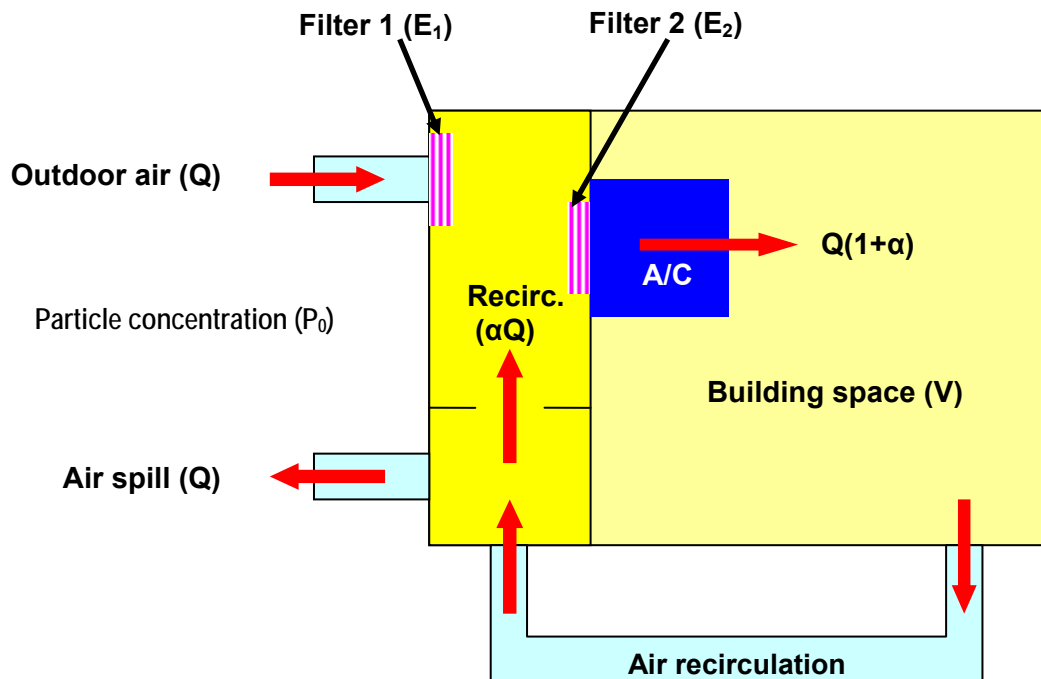 Filter 1 (E₁)
Filter 2 (E₂)
Outdoor air (Q)
Q(1+α)
A/C
Recirc.
(αQ)
Particle concentration (P₀)
Building space (V)
Air spill (Q)
Air recirculation